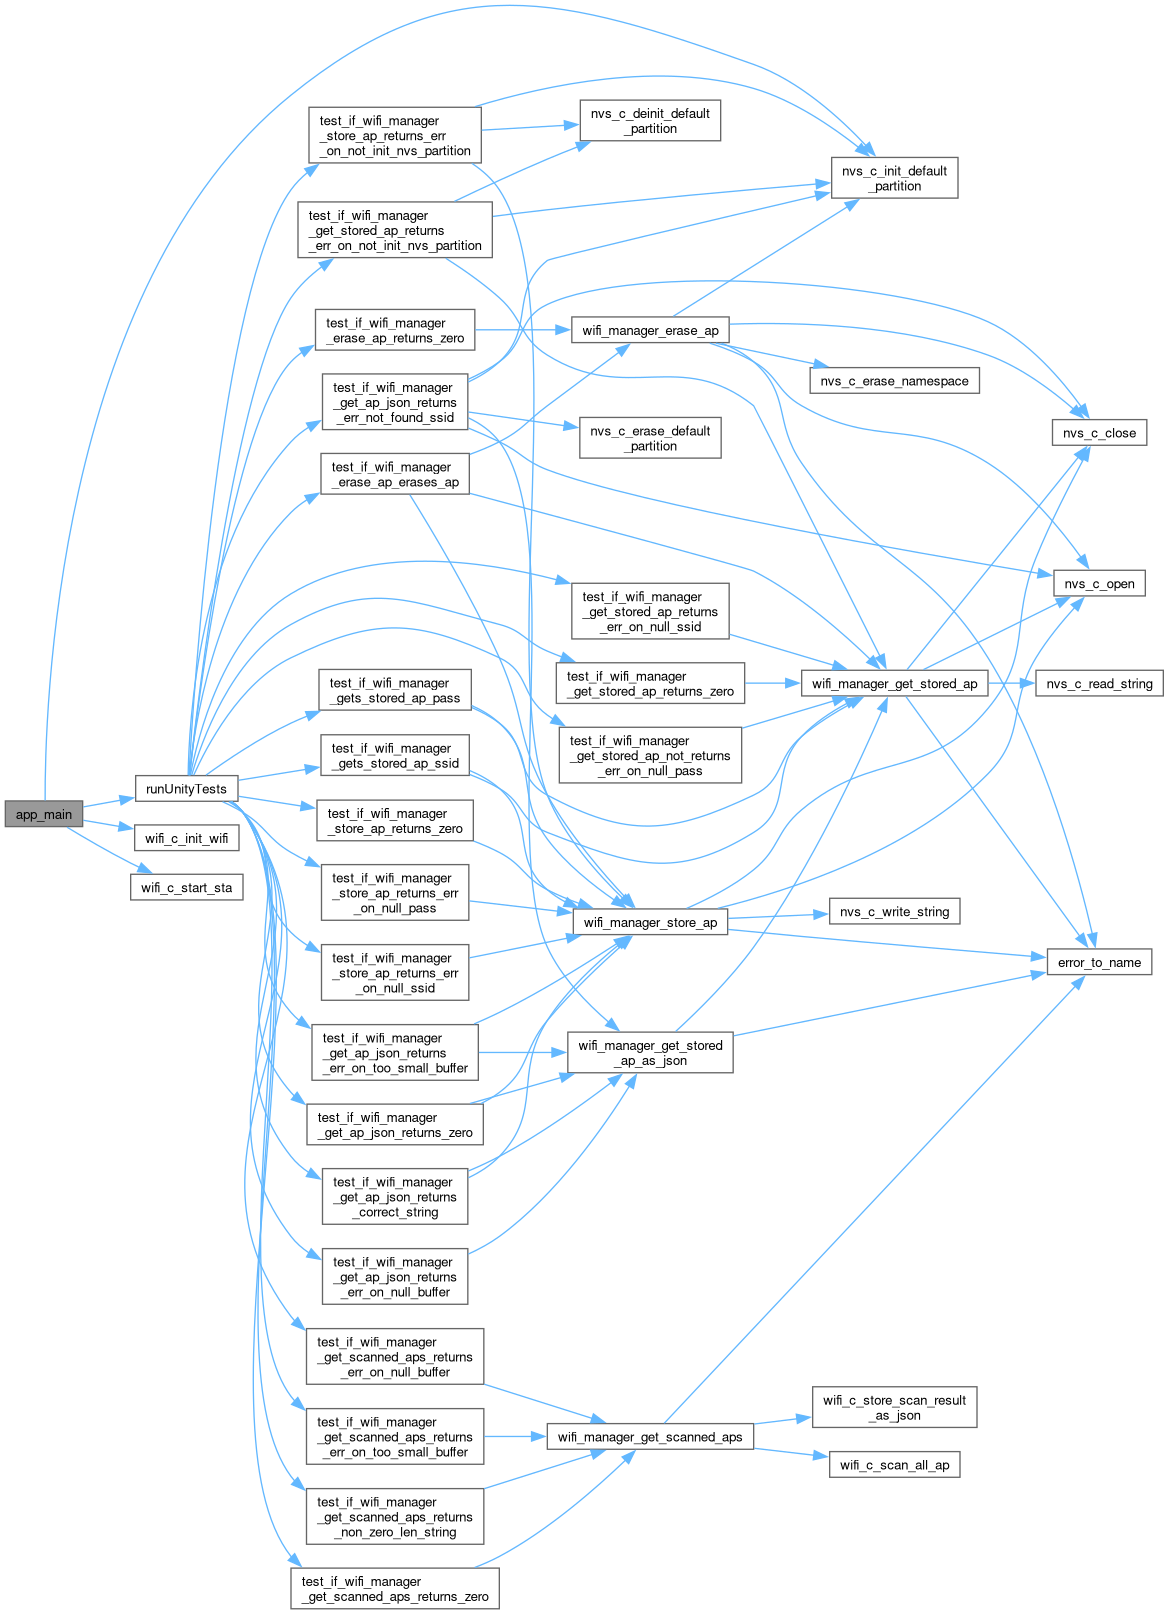 app_main
runUnityTests
wifi_c_init_wifi
wifi_c_start_sta
test_if_wifi_manager
_store_ap_returns_err
_on_not_init_nvs_partition
test_if_wifi_manager
_get_stored_ap_returns
_err_on_not_init_nvs_partition
test_if_wifi_manager
_erase_ap_returns_zero
test_if_wifi_manager
_get_ap_json_returns
_err_not_found_ssid
test_if_wifi_manager
_erase_ap_erases_ap
test_if_wifi_manager
_gets_stored_ap_pass
test_if_wifi_manager
_gets_stored_ap_ssid
test_if_wifi_manager
_store_ap_returns_zero
test_if_wifi_manager
_store_ap_returns_err
_on_null_pass
test_if_wifi_manager
_store_ap_returns_err
_on_null_ssid
test_if_wifi_manager
_get_ap_json_returns
_err_on_too_small_buffer
test_if_wifi_manager
_get_ap_json_returns_zero
test_if_wifi_manager
_get_ap_json_returns
_correct_string
test_if_wifi_manager
_get_ap_json_returns
_err_on_null_buffer
test_if_wifi_manager
_get_scanned_aps_returns
_err_on_null_buffer
test_if_wifi_manager
_get_scanned_aps_returns
_err_on_too_small_buffer
test_if_wifi_manager
_get_scanned_aps_returns
_non_zero_len_string
test_if_wifi_manager
_get_scanned_aps_returns_zero
nvs_c_deinit_default
_partition
wifi_manager_erase_ap
nvs_c_erase_default
_partition
test_if_wifi_manager
_get_stored_ap_returns
_err_on_null_ssid
test_if_wifi_manager
_get_stored_ap_returns_zero
test_if_wifi_manager
_get_stored_ap_not_returns
_err_on_null_pass
wifi_manager_store_ap
wifi_manager_get_stored
_ap_as_json
wifi_manager_get_scanned_aps
nvs_c_init_default
_partition
nvs_c_erase_namespace
wifi_manager_get_stored_ap
nvs_c_write_string
wifi_c_store_scan_result
_as_json
wifi_c_scan_all_ap
nvs_c_close
nvs_c_open
nvs_c_read_string
error_to_name